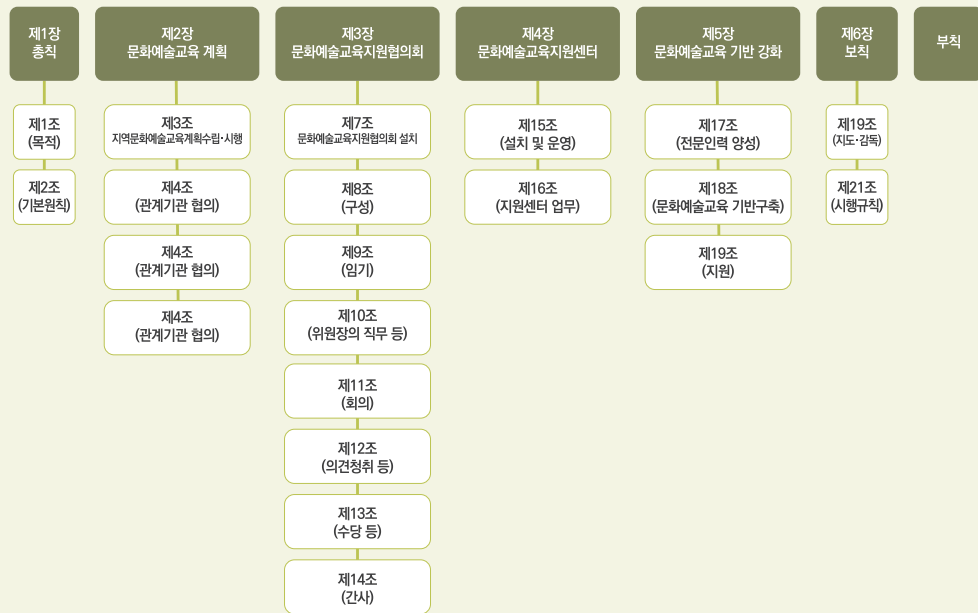 제1장
총칙
제1조
(목적)
제2조
(기본원칙)
제2장
문화예술교육 계획
제3조
지역문화예술교육계획수립·시행
제4조
(관계기관 협의)
제4조
(관계기관 협의)
제4조
(관계기관 협의)
제3장
문화예술교육지원협의회
제7조
문화예술교육지원협의회 설치
제8조
(구성)
제9조
(임기)
제10조
(위원장의 직무 등)
제11조
(회의)
제12조
(의견청취 등)
제13조
(수당 등)
제14조
(간사)
제4장
문화예술교육지원센터
제15조
(설치 및 운영)
제16조
(지원센터 업무)
제5장
문화예술교육 기반 강화
제17조
(전문인력 양성)
제18조
(문화예술교육 기반구축)
제19조
(지원)
제6장
보칙
제19조
(지도·감독)
제21조
(시행규칙)
부칙